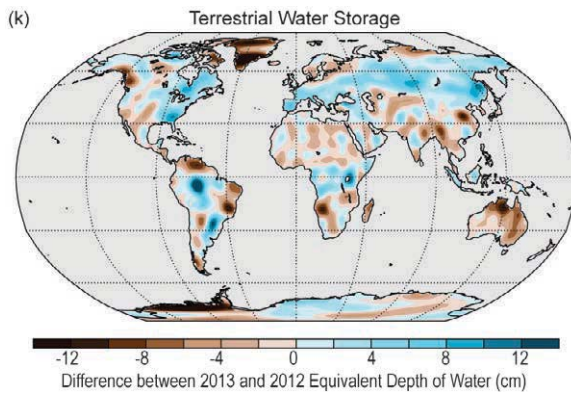 (k)
Terrestrial Water Storage
-12 -8 -4 0 4 8 12
Difference between 2013 and 2012 Equivalent Depth of Water (cm)